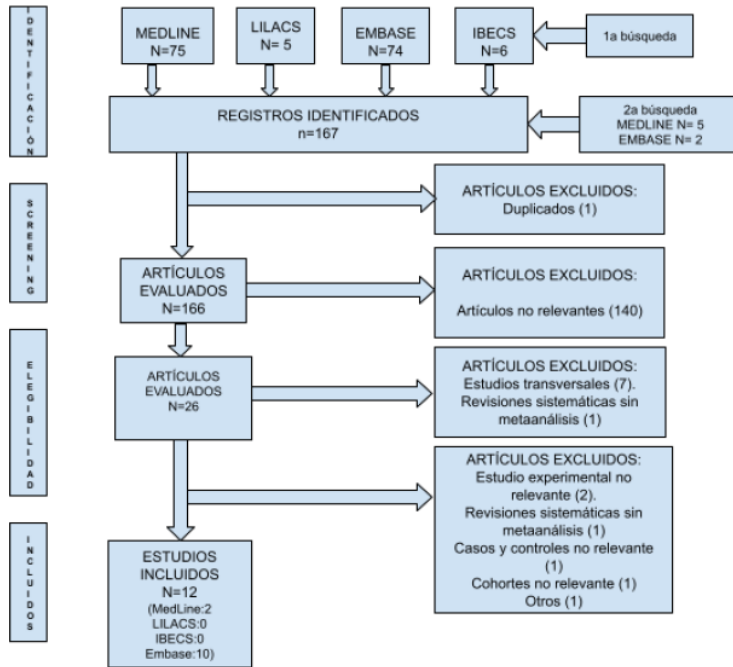 IDENTIFICACIÓN
MEDLINE
N=75
LILACS
N= 5
EMBASE
N=74
IBECS
N=6
1a búsqueda
REGISTROS IDENTIFICADOS
n=167
2a búsqueda
MEDLINE N= 5
EMBASE N= 2
SCREENING
ARTÍCULOS EXCLUIDOS:
Duplicados (1)
ARTÍCULOS
EVALUADOS
N=166
ARTÍCULOS EXCLUIDOS:
Artículos no relevantes (140)
ELEGIBILIDAD
ARTÍCULOS
EVALUADOS
N=26
ARTÍCULOS EXCLUIDOS:
Estudios transversales (7).
Revisiones sistemáticas sin
metaanálisis (1)
ARTÍCULOS EXCLUIDOS:
Estudio experimental no
relevante (2).
Revisiones sistemáticas sin
metaanálisis (1)
Casos y controles no relevante
(1)
Cohortes no relevante (1)
Otros (1)
INCLUIDOS
ESTUDIOS
INCLUIDOS
N=12
(MedLine:2
LILACS:0
IBECS:0
Embase:10)